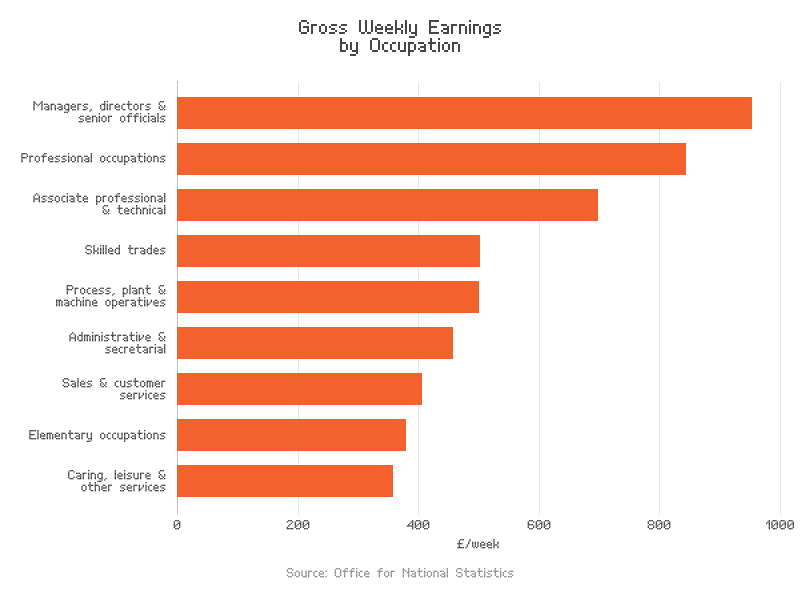 Gross Weekly Earnings
by Occupation
Managers, directors &
senior officials
Professional occupations
Associate professional
& technical
Skilled trades
Process, plant &
machine operatives
Administrative &
secretarial
Sales & customer
services
Elementary occupations
Caring, leisure &
other services
0 200 400 600 800 1000
£/week
Source: Office for National Statistics